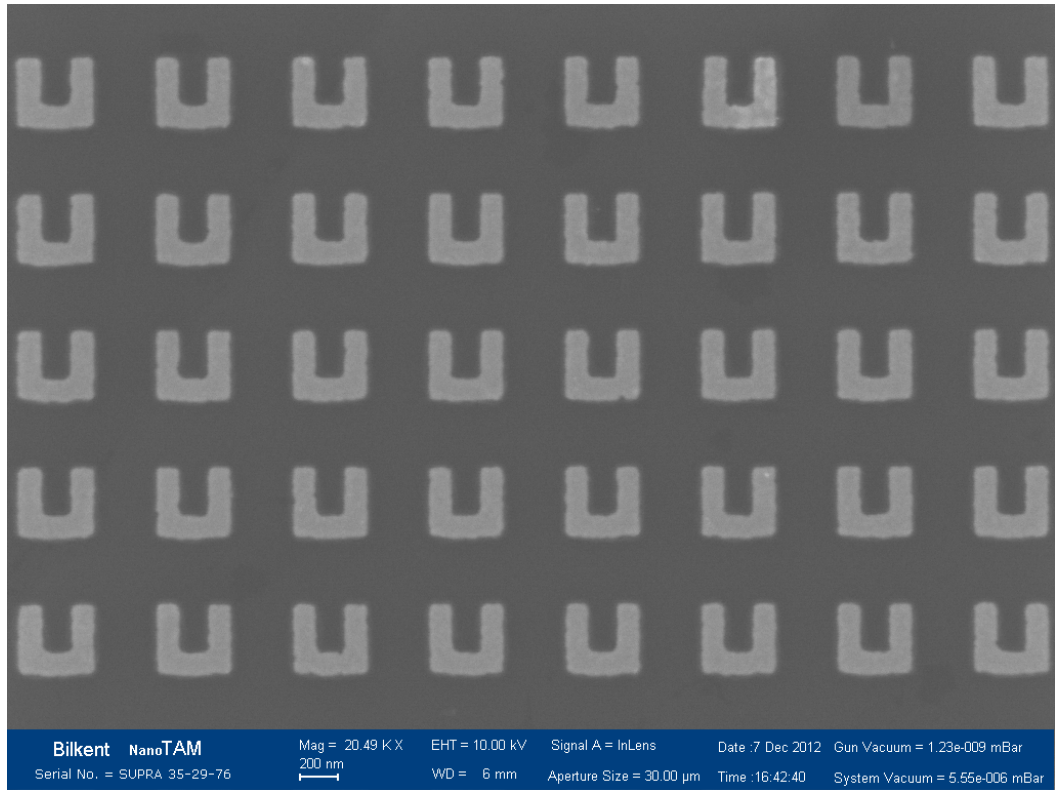 Bilkent NanoTAM
Serial No. = SUPRA 35-29-76
Mag = 20.49 K X
200 nm
EHT = 10.00 kV
WD = 6 mm
Signal A = InLens
Aperture Size = 30.00 µm
Date :7 Dec 2012
Time :16:42:40
Gun Vacuum = 1.23e-009 mBar
System Vacuum = 5.55e-006 mBar